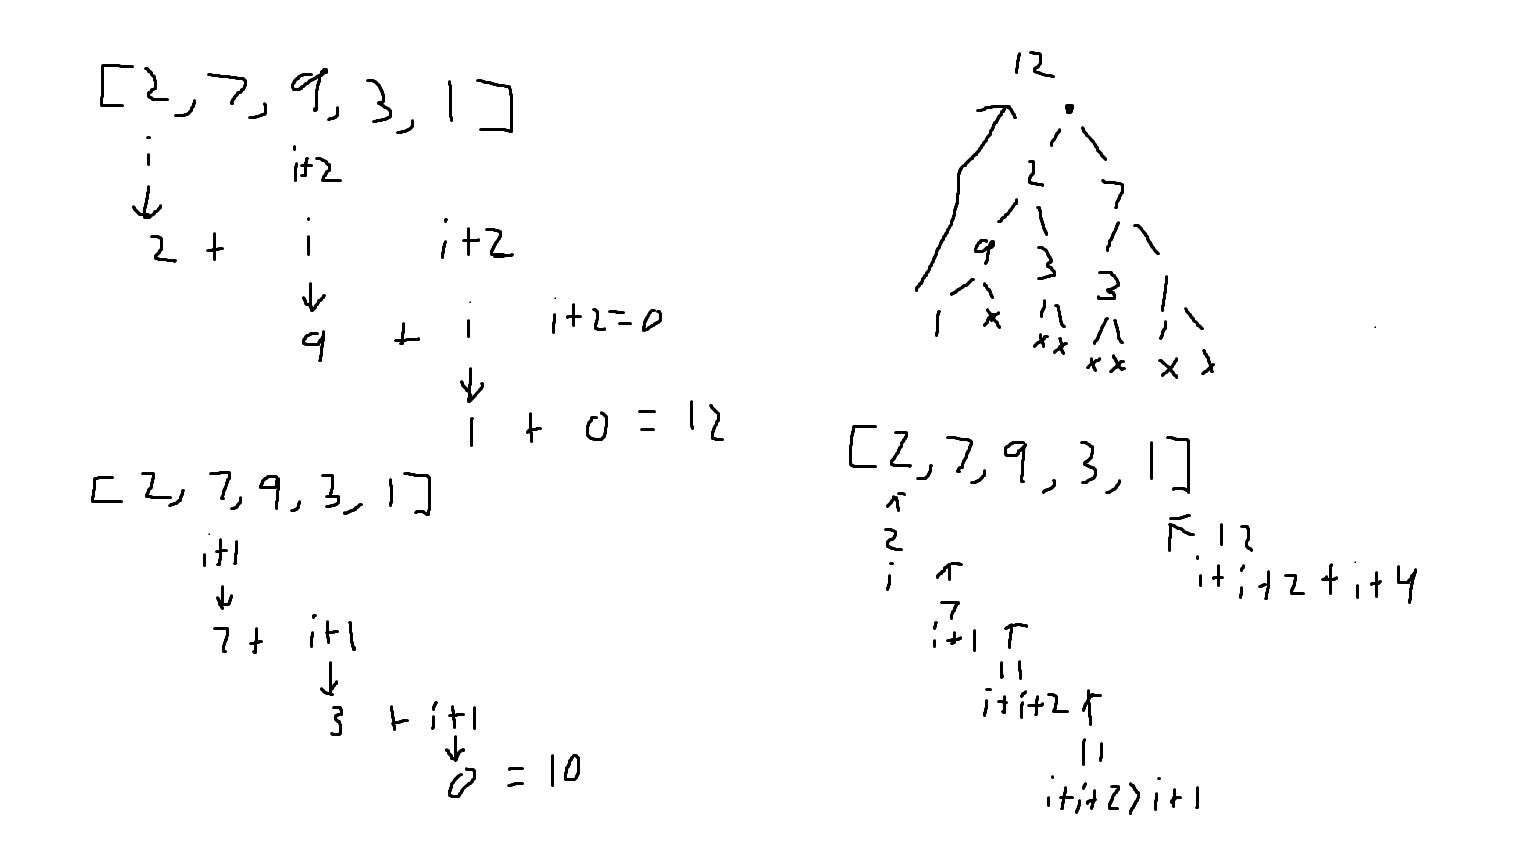 [2, 7, 9, 3, 1]
i i+2
2 + i i+2
9 + i i+2=0
1 + 0 = 12
[2, 7, 9, 3, 1]
i+1
7 + i+1
3 + i+1
0 = 10
12
2 7
9 3 3 1
1 x x x x x x x
[2, 7, 9, 3, 1]
2
i
7
i+1
11
i+i+2
11
i+i+2>i+1
12
i+i+2+i+4